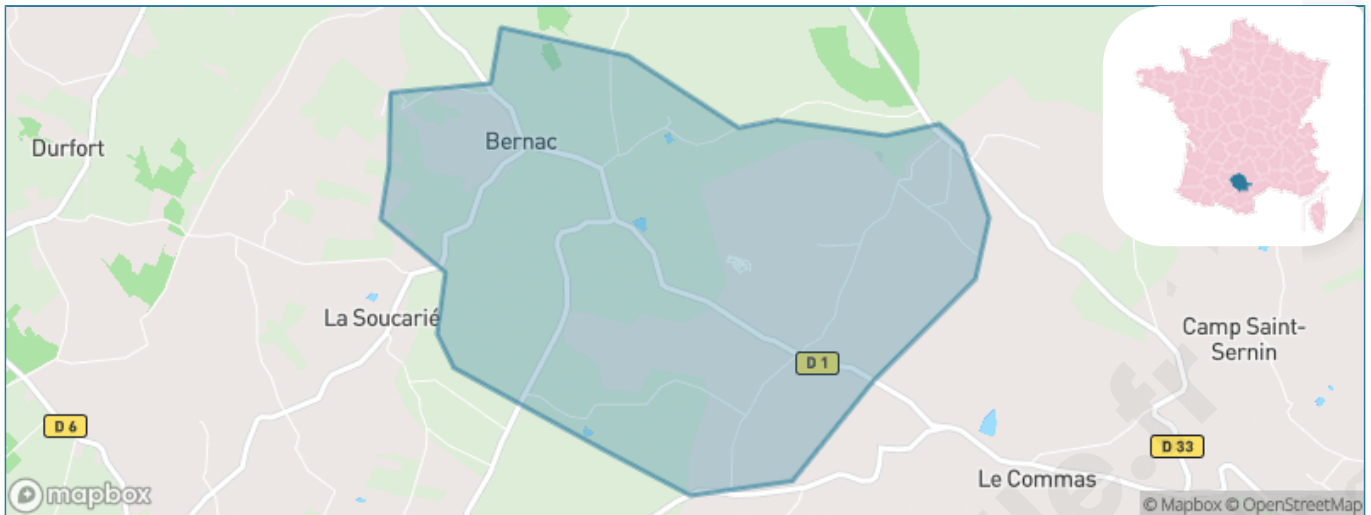 Durfort
Bernac
La Soucarié
Camp Saint-
Sernin
D 1
D 6
D 33
Le Commas
mapbox
© Mapbox © OpenStreetMap